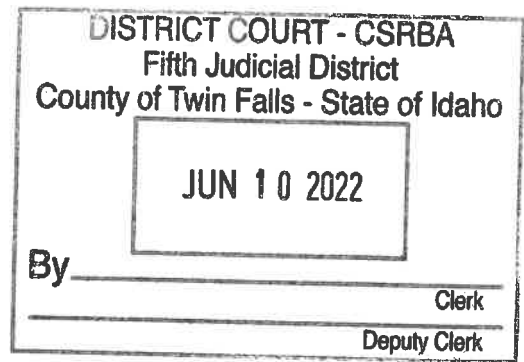 DISTRICT COURT - CSRBA
Fifth Judicial District
County of Twin Falls - State of Idaho
JUN 10 2022
By
Clerk
Deputy Clerk